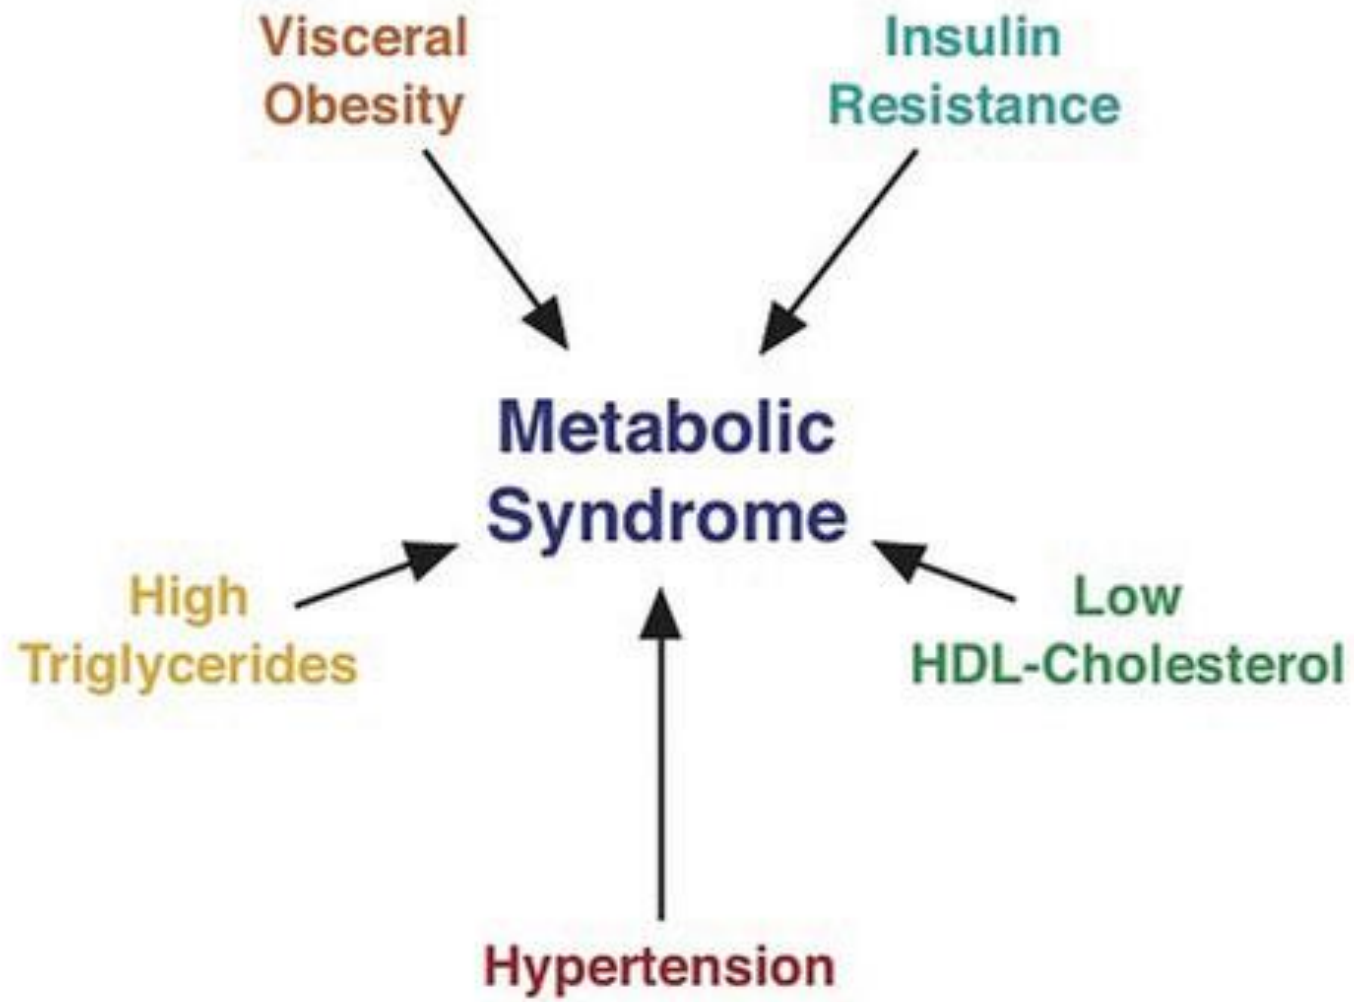 Visceral
Obesity
Insulin
Resistance
Metabolic
Syndrome
High
Triglycerides
Low
HDL-Cholesterol
Hypertension